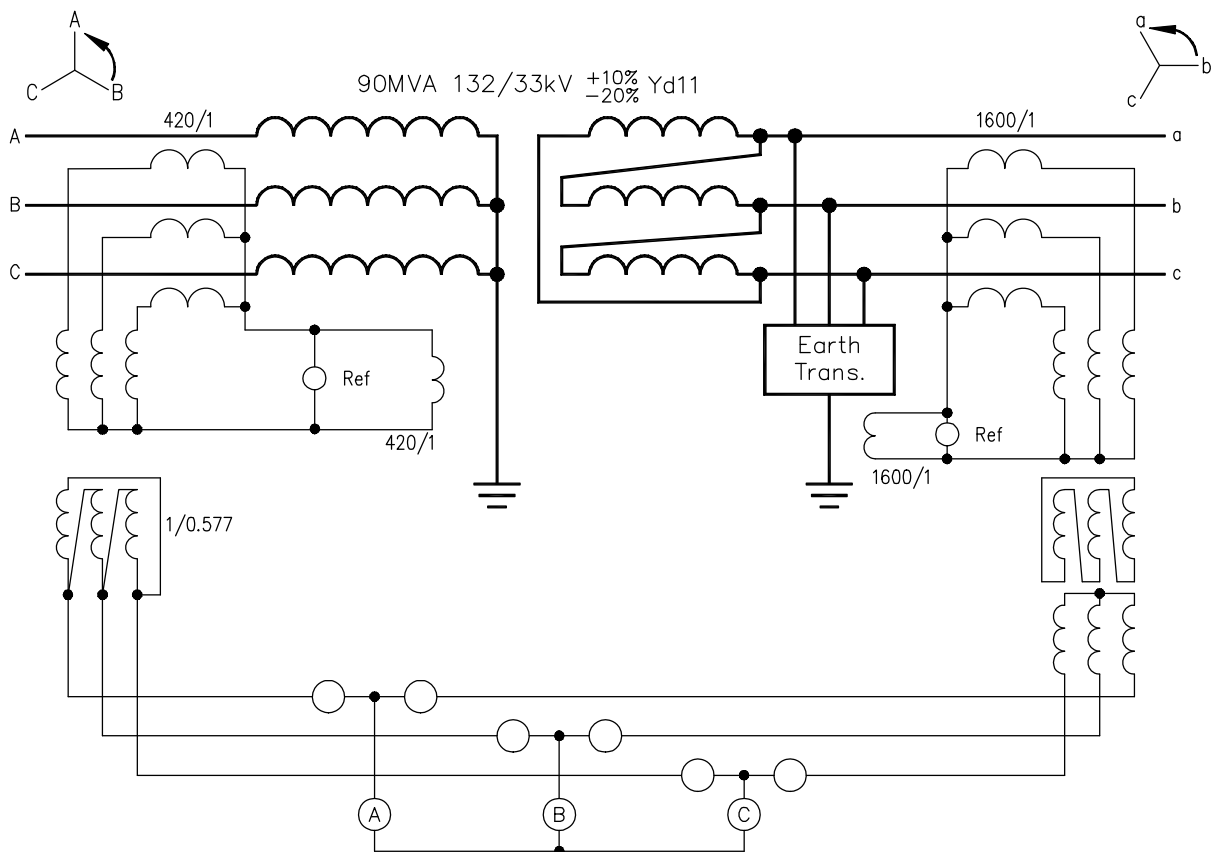 A
C
B
a
b
c
90MVA 132/33kV +10% −20% Yd11
420/1
1600/1
A
a
B
b
C
c
Ref
Earth
Trans.
Ref
420/1
1600/1
1/0.577
A
B
C